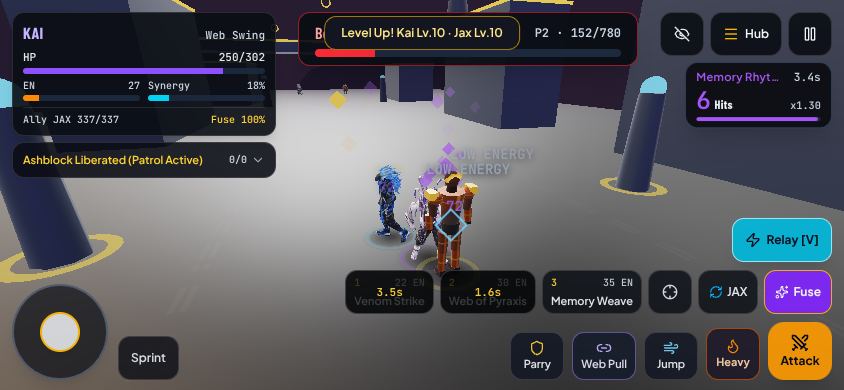 KAI Web Swing
HP 250/302
EN 27 Synergy 18%
Ally JAX 337/337 Fuse 100%
Ashblock Liberated (Patrol Active) 0/0
Level Up! Kai Lv.10 · Jax Lv.10
P2 · 152/780
Hub
Memory Rhyt... 3.4s
6 Hits x1.30
LOW ENERGY
LOW ENERGY
72
Relay [V]
1 22 EN
3.5s
Venom Strike
2 30 EN
1.6s
Web of Pyraxis
3 35 EN
Memory Weave
JAX
Fuse
Sprint
Parry
Web Pull
Jump
Heavy
Attack